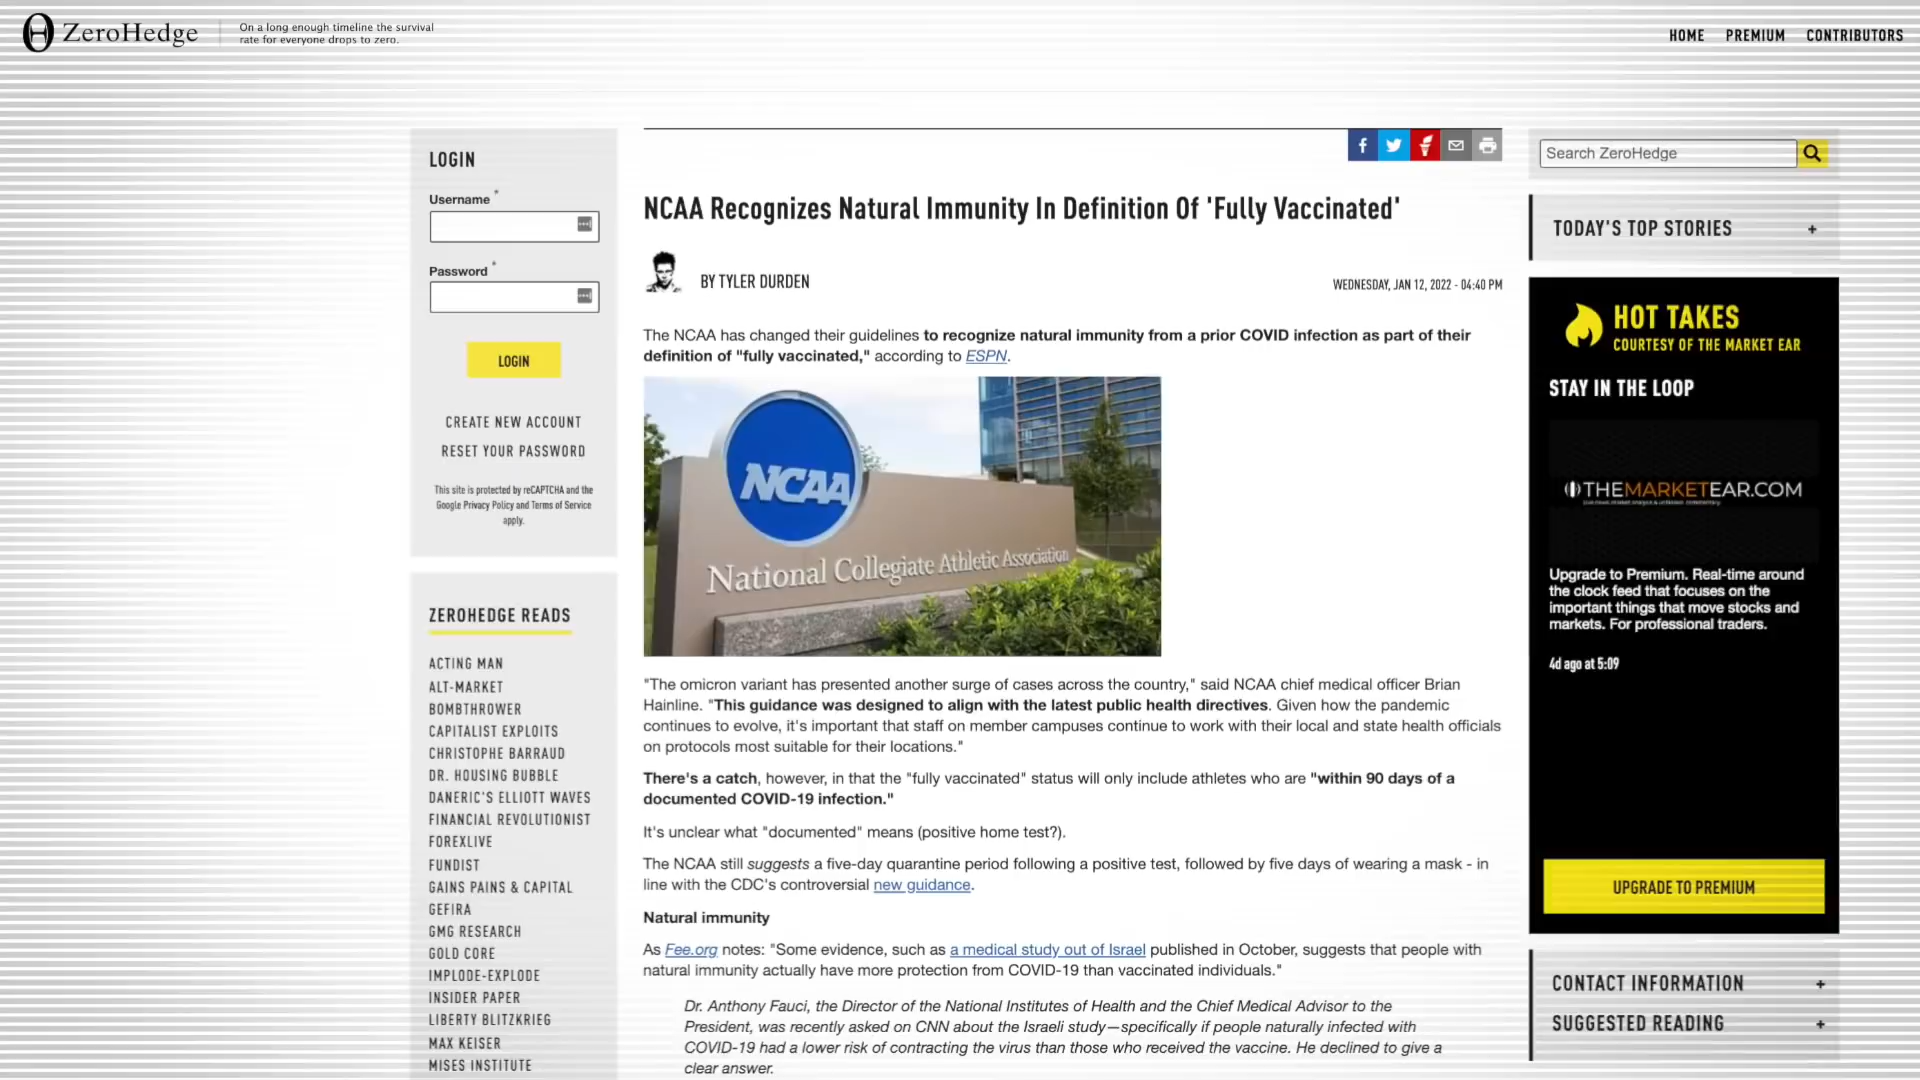 ZeroHedge
On a long enough timeline the survival
rate for everyone drops to zero.
HOME PREMIUM CONTRIBUTORS
LOGIN
Username *
Password *
LOGIN
CREATE NEW ACCOUNT
RESET YOUR PASSWORD
This site is protected by reCAPTCHA and the
Google Privacy Policy and Terms of Service
apply.
ZEROHEDGE READS
ACTING MAN
ALT-MARKET
BOMBTHROWER
CAPITALIST EXPLOITS
CHRISTOPHE BARRAUD
DR. HOUSING BUBBLE
DANERIC'S ELLIOTT WAVES
FINANCIAL REVOLUTIONIST
FOREXLIVE
FUNDIST
GAINS PAINS & CAPITAL
GEFIRA
GMG RESEARCH
GOLD CORE
IMPLODE-EXPLODE
INSIDER PAPER
LIBERTY BLITZKRIEG
MAX KEISER
MISES INSTITUTE
NCAA Recognizes Natural Immunity In Definition Of 'Fully Vaccinated'
BY TYLER DURDEN
WEDNESDAY, JAN 12, 2022 - 04:40 PM
The NCAA has changed their guidelines to recognize natural immunity from a prior COVID infection as part of their
definition of "fully vaccinated," according to ESPN.
NCAA
National Collegiate Athletic Association
"The omicron variant has presented another surge of cases across the country," said NCAA chief medical officer Brian
Hainline. "This guidance was designed to align with the latest public health directives. Given how the pandemic
continues to evolve, it's important that staff on member campuses continue to work with their local and state health officials
on protocols most suitable for their locations."
There's a catch, however, in that the "fully vaccinated" status will only include athletes who are "within 90 days of a
documented COVID-19 infection."
It's unclear what "documented" means (positive home test?).
The NCAA still suggests a five-day quarantine period following a positive test, followed by five days of wearing a mask - in
line with the CDC's controversial new guidance.
Natural immunity
As Fee.org notes: "Some evidence, such as a medical study out of Israel published in October, suggests that people with
natural immunity actually have more protection from COVID-19 than vaccinated individuals."
Dr. Anthony Fauci, the Director of the National Institutes of Health and the Chief Medical Advisor to the
President, was recently asked on CNN about the Israeli study—specifically if people naturally infected with
COVID-19 had a lower risk of contracting the virus than those who received the vaccine. He declined to give a
clear answer.
Search ZeroHedge
TODAY'S TOP STORIES +
HOT TAKES
COURTESY OF THE MARKET EAR
STAY IN THE LOOP
THEMARKETEAR.COM
Upgrade to Premium. Real-time around
the clock feed that focuses on the
important things that move stocks and
markets. For professional traders.
4d ago at 5:09
UPGRADE TO PREMIUM
CONTACT INFORMATION +
SUGGESTED READING +